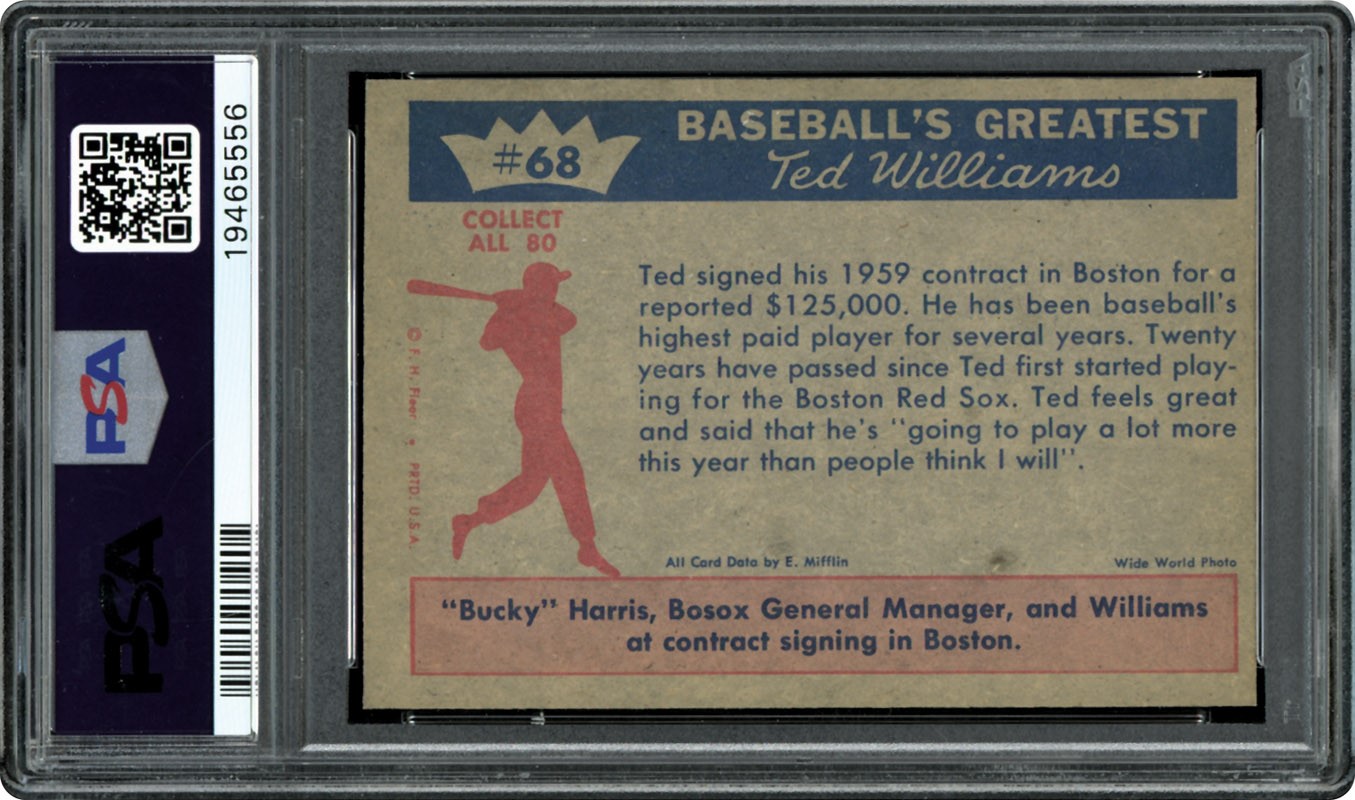 19465556
PSA
PSA
#68
BASEBALL'S GREATEST
Ted Williams
COLLECT
ALL 80
© F. H. Fleer • PRTD. U.S.A.
Ted signed his 1959 contract in Boston for a
reported $125,000. He has been baseball's
highest paid player for several years. Twenty
years have passed since Ted first started play-
ing for the Boston Red Sox. Ted feels great
and said that he's "going to play a lot more
this year than people think I will".
All Card Data by E. Mifflin
Wide World Photo
"Bucky" Harris, Bosox General Manager, and Williams
at contract signing in Boston.